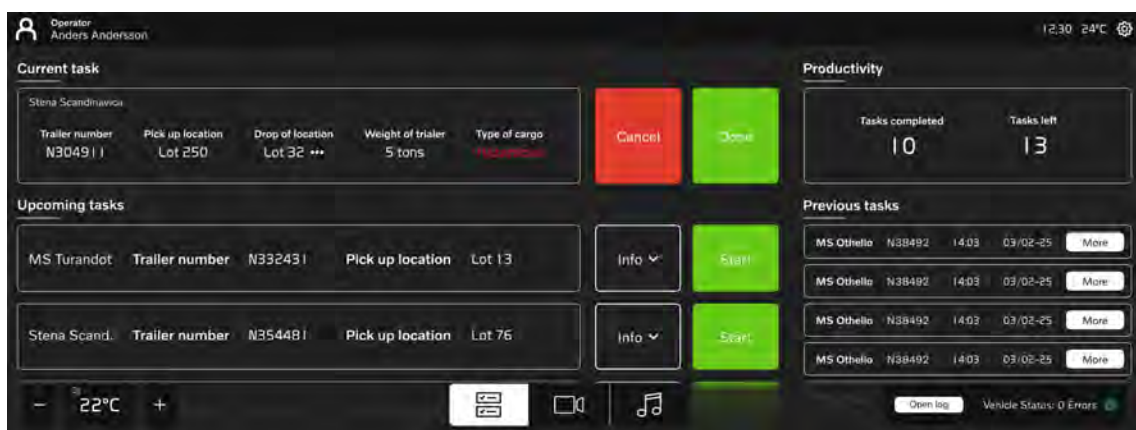 Operator
Anders Andersson
12:30 24°C
Current task
Productivity
Stena Scandinavica
Trailer number Pick up location Drop of location Weight of trialer Type of cargo
N304911 Lot 250 Lot 32 ••• 5 tons
Cancel
Done
Tasks completed Tasks left
10 13
Upcoming tasks
Previous tasks
MS Turandot Trailer number N332431 Pick up location Lot 13
Info
Start
Stena Scand. Trailer number N354481 Pick up location Lot 76
Info
Start
MS Othello N38492 14:03 03/02-25 More
MS Othello N38492 14:03 03/02-25 More
MS Othello N38492 14:03 03/02-25 More
MS Othello N38492 14:03 03/02-25 More
− 22°C +
Open log Vehicle Status: 0 Errors